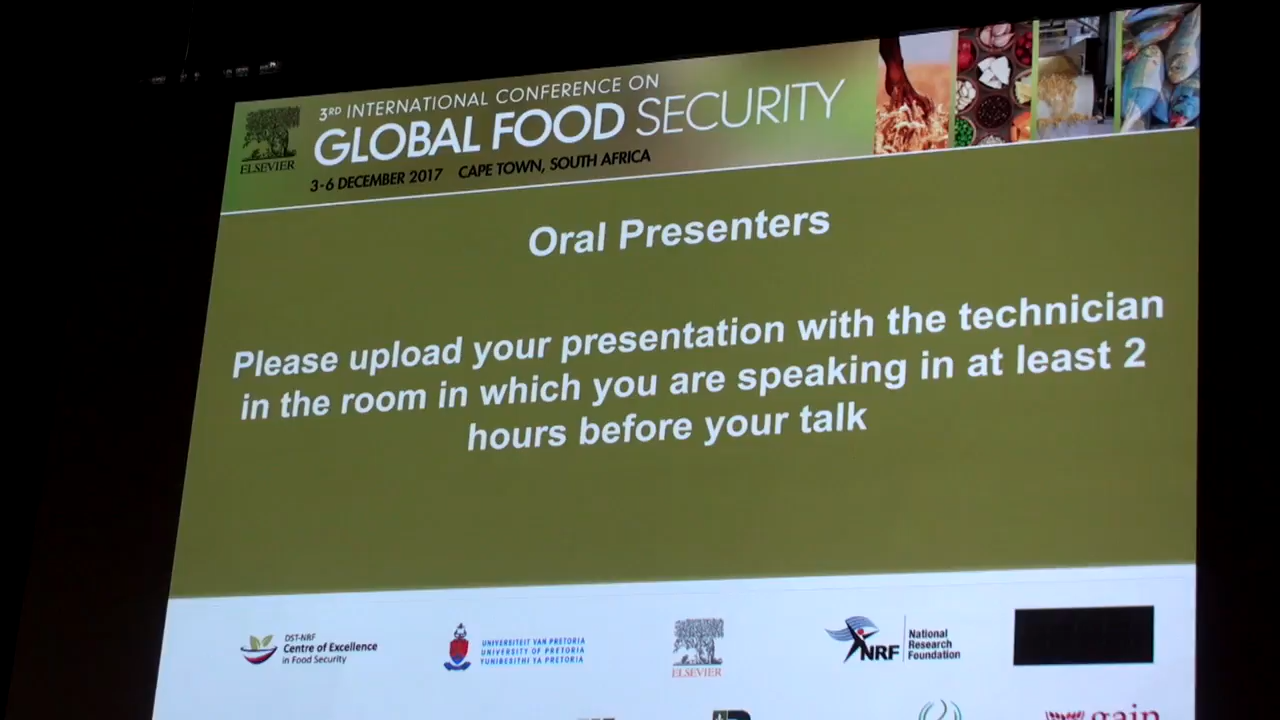 3RD INTERNATIONAL CONFERENCE ON
GLOBAL FOOD SECURITY
3-6 DECEMBER 2017 CAPE TOWN, SOUTH AFRICA
ELSEVIER
Oral Presenters
Please upload your presentation with the technician
in the room in which you are speaking in at least 2
hours before your talk
DST-NRF
Centre of Excellence
in Food Security
UNIVERSITEIT VAN PRETORIA
UNIVERSITY OF PRETORIA
YUNIBESITHI YA PRETORIA
ELSEVIER
NRF
National
Research
Foundation
gain